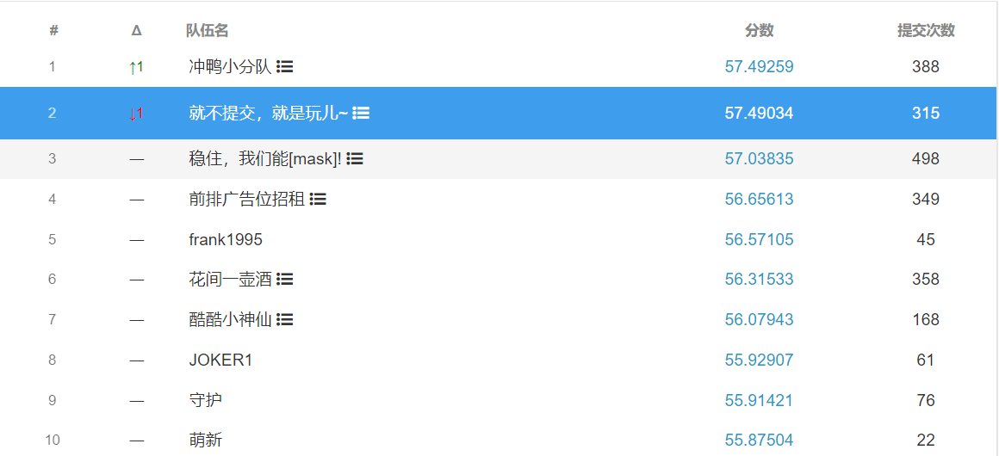 # Δ 队伍名 分数 提交次数
1 ↑1 冲鸭小分队 57.49259 388
2 ↓1 就不提交，就是玩儿~ 57.49034 315
3 — 稳住，我们能[mask]! 57.03835 498
4 — 前排广告位招租 56.65613 349
5 — frank1995 56.57105 45
6 — 花间一壶酒 56.31533 358
7 — 酷酷小神仙 56.07943 168
8 — JOKER1 55.92907 61
9 — 守护 55.91421 76
10 — 萌新 55.87504 22